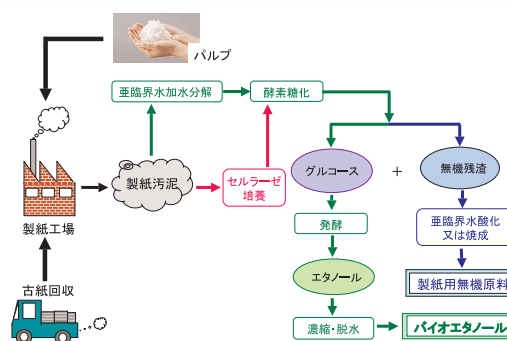 パルプ
亜臨界水加水分解
酵素糖化
製紙汚泥
セルラーゼ
培養
グルコース
+
無機残渣
製紙工場
発酵
亜臨界水酸化
又は焼成
古紙回収
エタノール
製紙用無機原料
濃縮・脱水
バイオエタノール